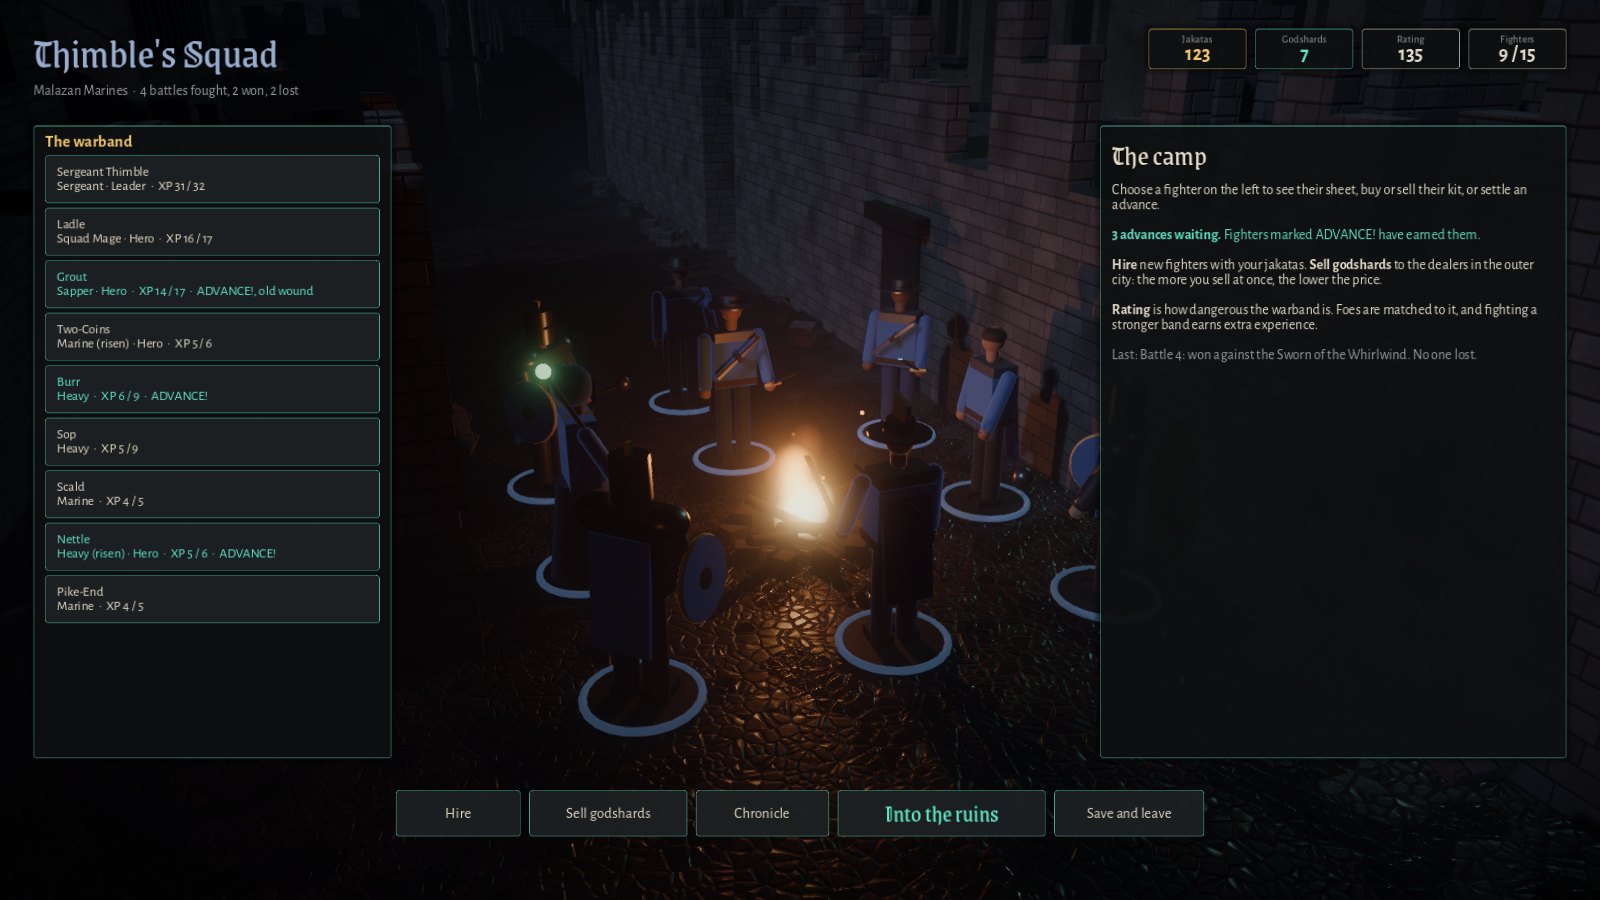 Thimble's Squad
Malazan Marines · 4 battles fought, 2 won, 2 lost
Jakatas
123
Godshards
7
Rating
135
Fighters
9 / 15
The warband
Sergeant Thimble
Sergeant · Leader · XP 31 / 32
Ladle
Squad Mage · Hero · XP 16 / 17
Grout
Sapper · Hero · XP 14 / 17 · ADVANCE!, old wound
Two-Coins
Marine (risen) · Hero · XP 5 / 6
Burr
Heavy · XP 6 / 9 · ADVANCE!
Sop
Heavy · XP 5 / 9
Scald
Marine · XP 4 / 5
Nettle
Heavy (risen) · Hero · XP 5 / 6 · ADVANCE!
Pike-End
Marine · XP 4 / 5
The camp
Choose a fighter on the left to see their sheet, buy or sell their kit, or settle an
advance.
3 advances waiting. Fighters marked ADVANCE! have earned them.
Hire new fighters with your jakatas. Sell godshards to the dealers in the outer
city: the more you sell at once, the lower the price.
Rating is how dangerous the warband is. Foes are matched to it, and fighting a
stronger band earns extra experience.
Last: Battle 4: won against the Sworn of the Whirlwind. No one lost.
Hire
Sell godshards
Chronicle
Into the ruins
Save and leave